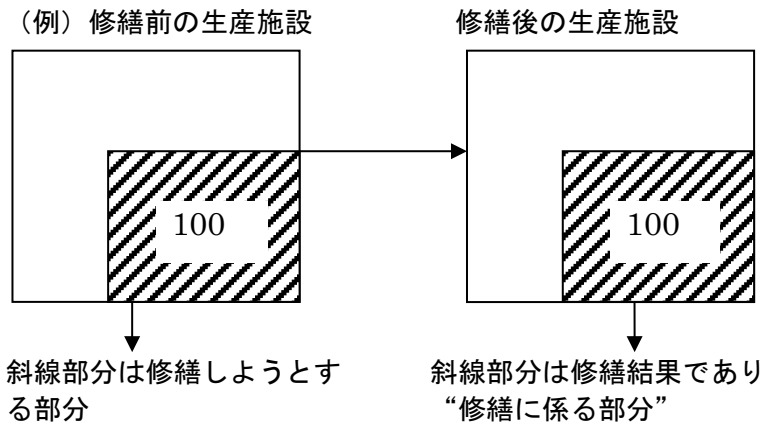 （例）修繕前の生産施設
修繕後の生産施設
100
100
斜線部分は修繕しようとす
る部分
斜線部分は修繕結果であり
“修繕に係る部分”